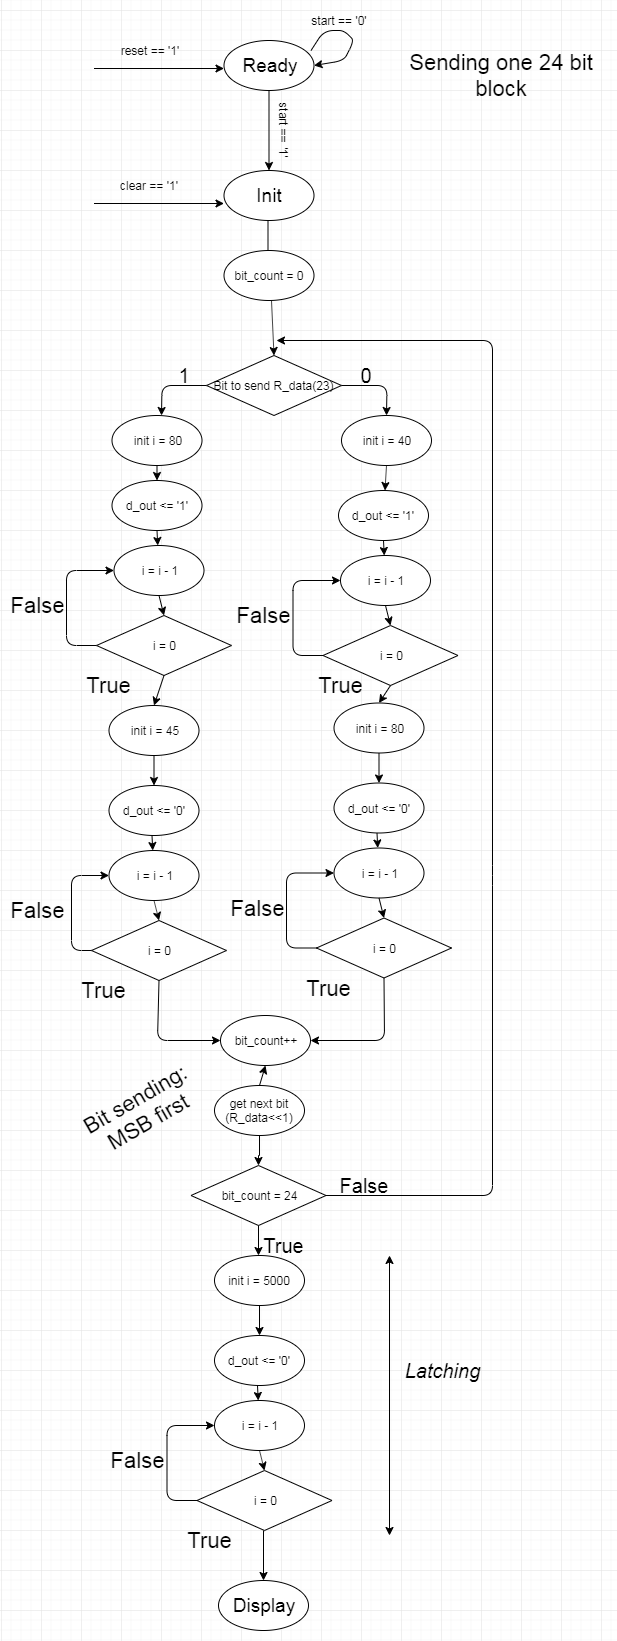 start == '0'
reset == '1'
Ready
Sending one 24 bit
block
start == '1'
clear == '1'
Init
bit_count = 0
1
Bit to send R_data(23)
0
init i = 80
init i = 40
d_out <= '1'
d_out <= '1'
i = i - 1
i = i - 1
False
False
i = 0
i = 0
True
True
init i = 45
init i = 80
d_out <= '0'
d_out <= '0'
i = i - 1
i = i - 1
False
False
i = 0
i = 0
True
True
bit_count++
Bit sending:
MSB first
get next bit
(R_data<<1)
bit_count = 24
False
True
init i = 5000
d_out <= '0'
Latching
i = i - 1
False
i = 0
True
Display